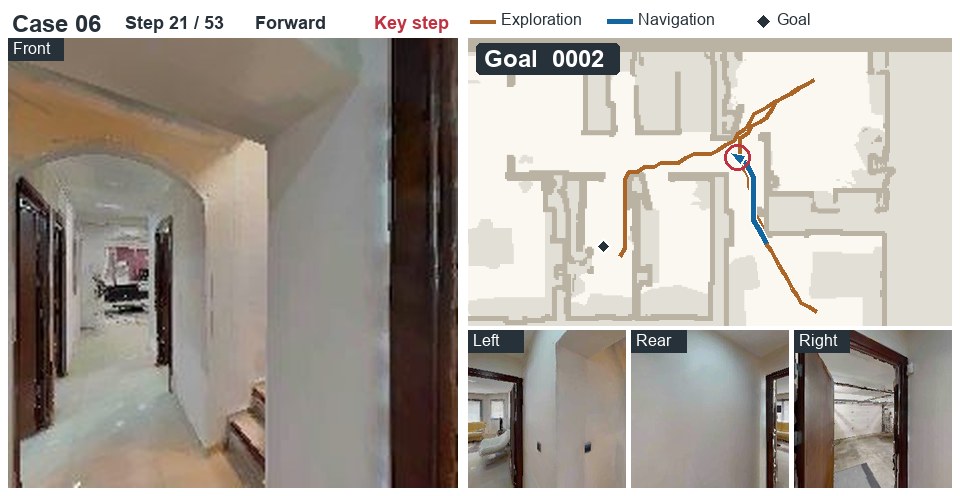 Case 06 Step 21 / 53 Forward Key step Exploration Navigation Goal
Front
Goal 0002
Left Rear Right